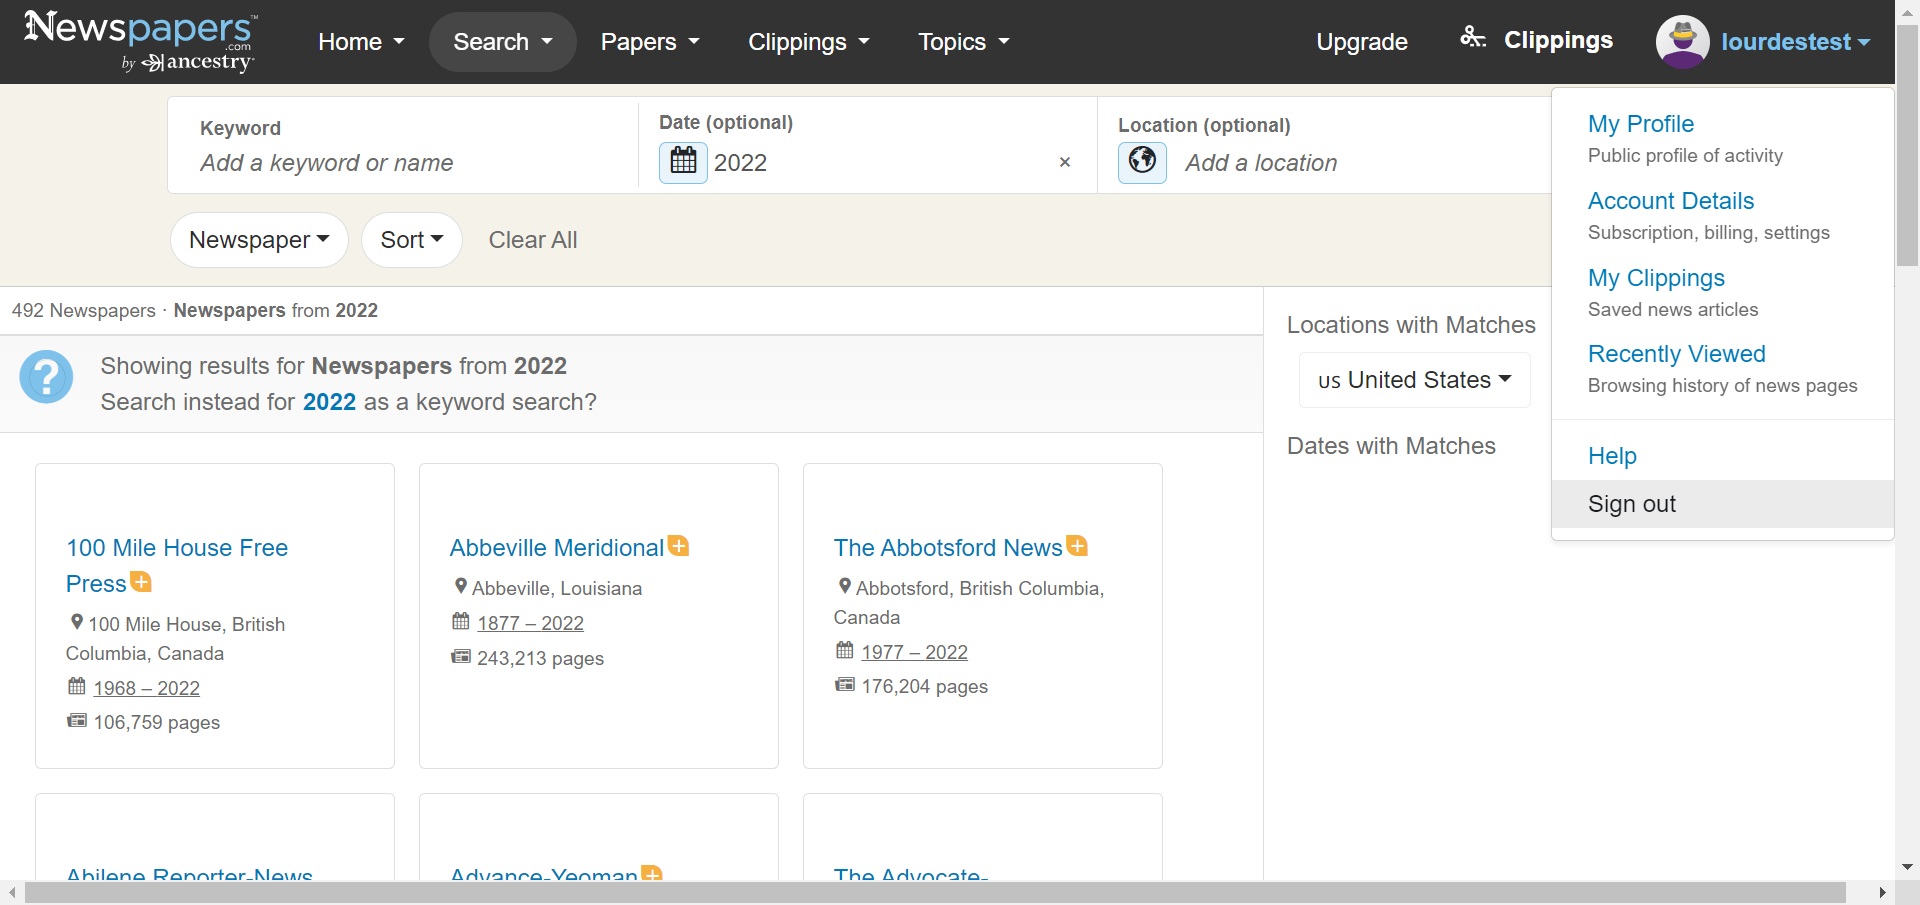 Newspapers™
.com
by ancestry
Home
Search
Papers
Clippings
Topics
Upgrade
Clippings
lourdestest
Keyword
Add a keyword or name
Date (optional)
2022
×
Location (optional)
Add a location
Newspaper
Sort
Clear All
My Profile
Public profile of activity
Account Details
Subscription, billing, settings
My Clippings
Saved news articles
Recently Viewed
Browsing history of news pages
Help
Sign out
492 Newspapers · Newspapers from 2022
Showing results for Newspapers from 2022
Search instead for 2022 as a keyword search?
Locations with Matches
US United States
Dates with Matches
100 Mile House Free
Press
100 Mile House, British
Columbia, Canada
1968 – 2022
106,759 pages
Abbeville Meridional
Abbeville, Louisiana
1877 – 2022
243,213 pages
The Abbotsford News
Abbotsford, British Columbia,
Canada
1977 – 2022
176,204 pages
Abilene Reporter-News
Advance-Yeoman
The Advocate-